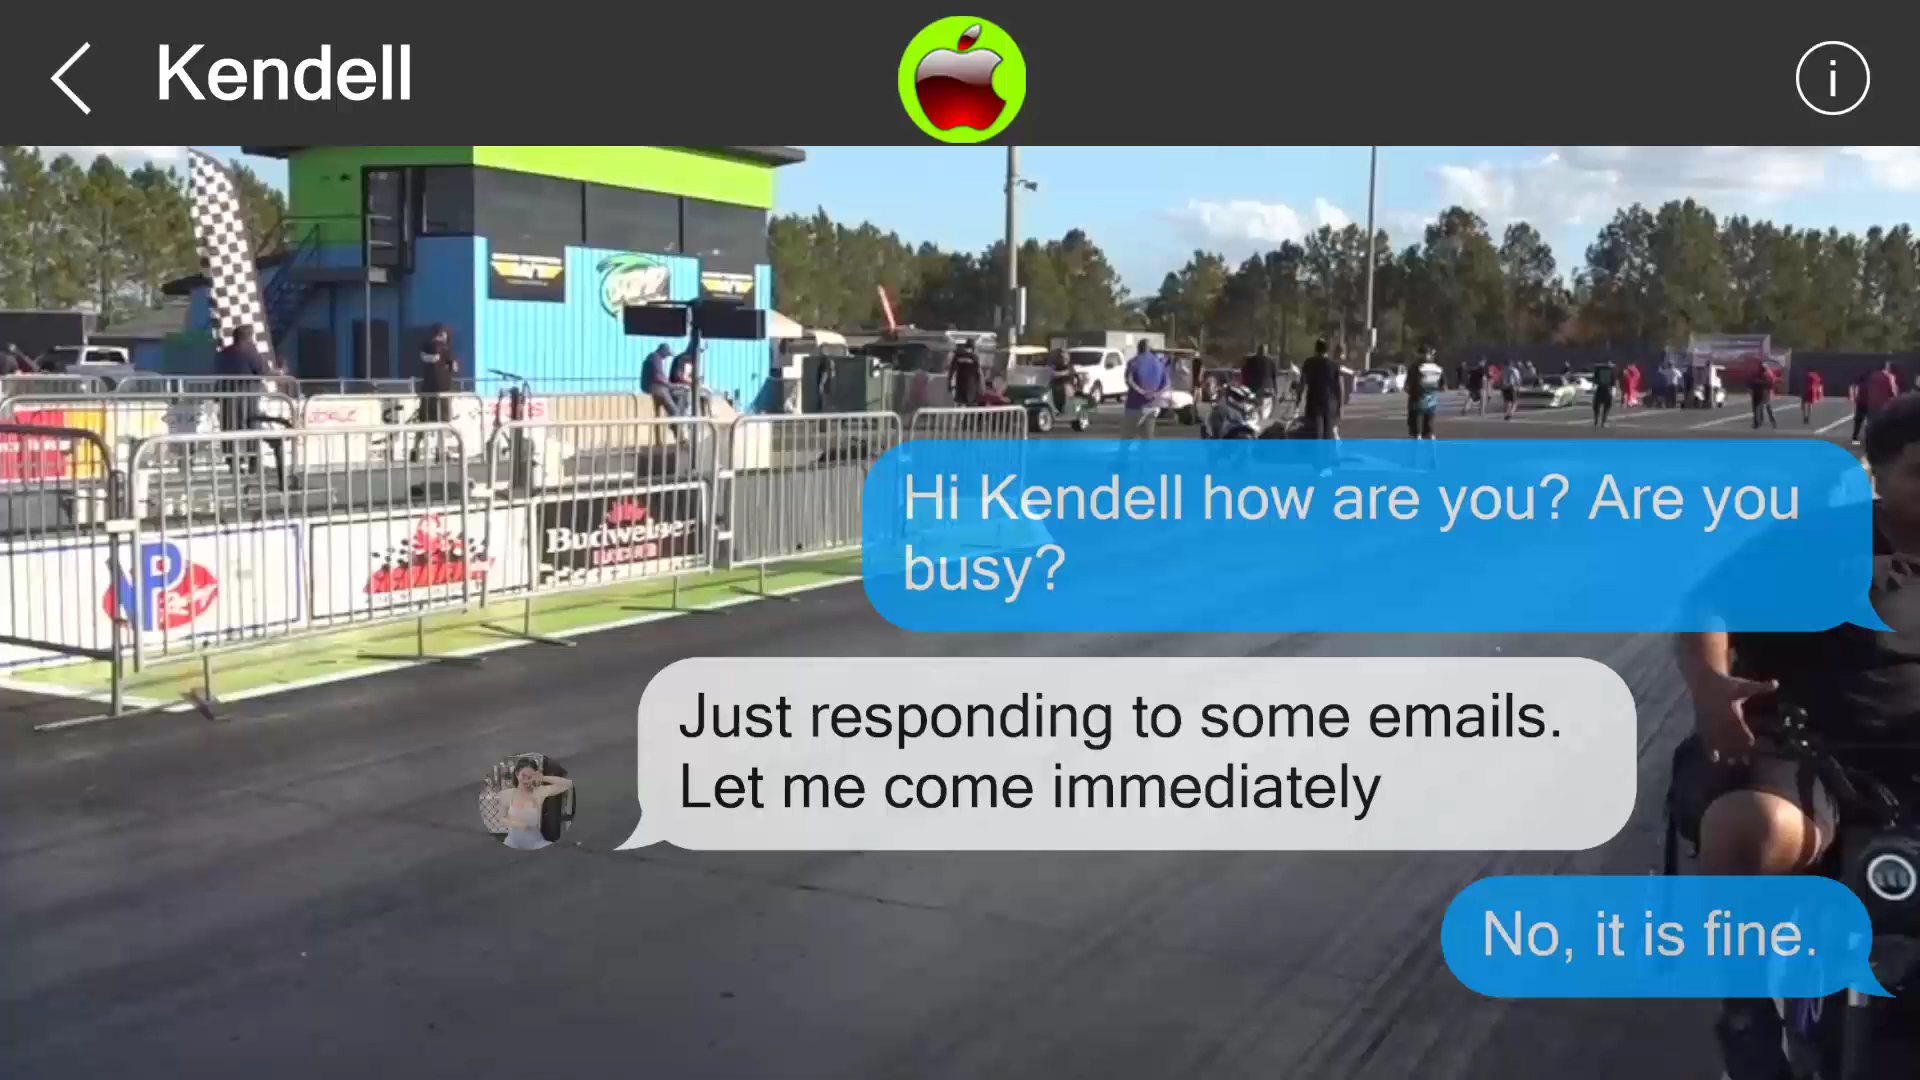 Kendell
i
Hi Kendell how are you? Are you
busy?
Just responding to some emails.
Let me come immediately
No, it is fine.
VP
Budweiser